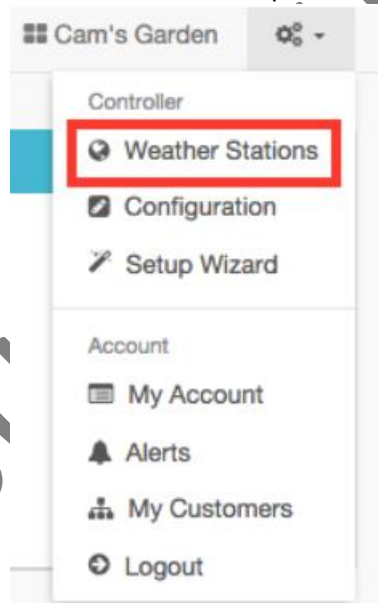 Cam's Garden
Controller
Weather Stations
Configuration
Setup Wizard
Account
My Account
Alerts
My Customers
Logout